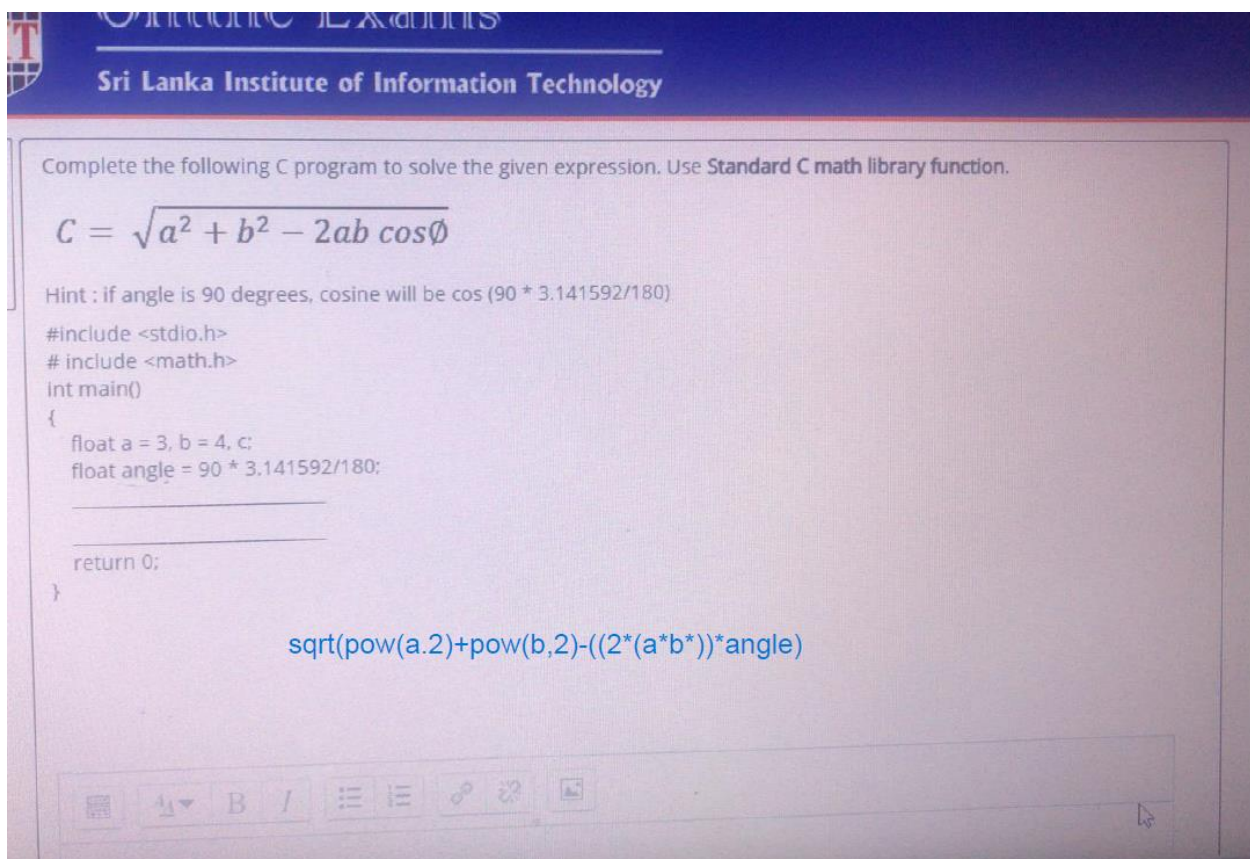 T
Sri Lanka Institute of Information Technology
Complete the following C program to solve the given expression. Use Standard C math library function.
C = √a² + b² − 2ab cosØ
Hint : if angle is 90 degrees, cosine will be cos (90 * 3.141592/180)
#include <stdio.h>
# include <math.h>
int main()
{
float a = 3, b = 4, c;
float angle = 90 * 3.141592/180;
return 0;
}
sqrt(pow(a.2)+pow(b,2)-((2*(a*b*))*angle)
B I